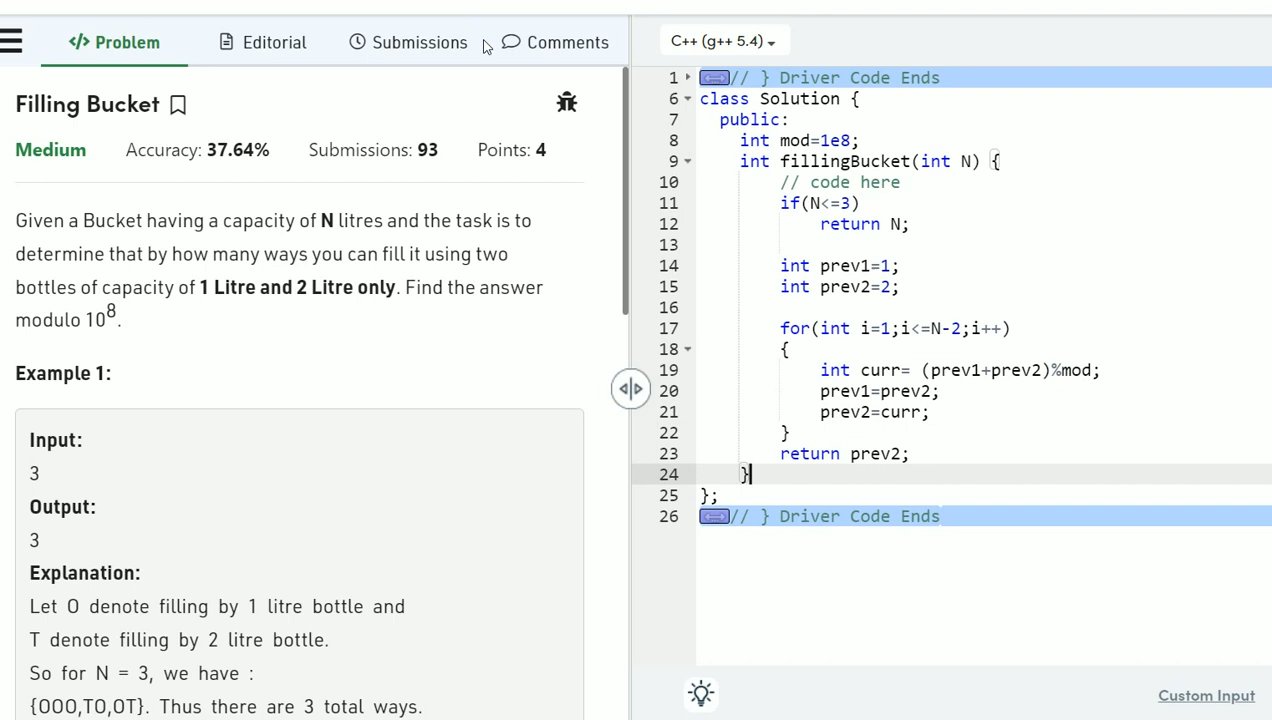 </> Problem
Editorial
Submissions
Comments
Filling Bucket
Medium Accuracy: 37.64% Submissions: 93 Points: 4
Given a Bucket having a capacity of N litres and the task is to
determine that by how many ways you can fill it using two
bottles of capacity of 1 Litre and 2 Litre only. Find the answer
modulo 10⁸.
Example 1:
Input:
3
Output:
3
Explanation:
Let O denote filling by 1 litre bottle and
T denote filling by 2 litre bottle.
So for N = 3, we have :
{OOO,TO,OT}. Thus there are 3 total ways.
C++ (g++ 5.4)
1 // } Driver Code Ends
6 class Solution {
7 public:
8 int mod=1e8;
9 int fillingBucket(int N) {
10 // code here
11 if(N<=3)
12 return N;
13
14 int prev1=1;
15 int prev2=2;
16
17 for(int i=1;i<=N-2;i++)
18 {
19 int curr= (prev1+prev2)%mod;
20 prev1=prev2;
21 prev2=curr;
22 }
23 return prev2;
24 }
25 };
26 // } Driver Code Ends
Custom Input